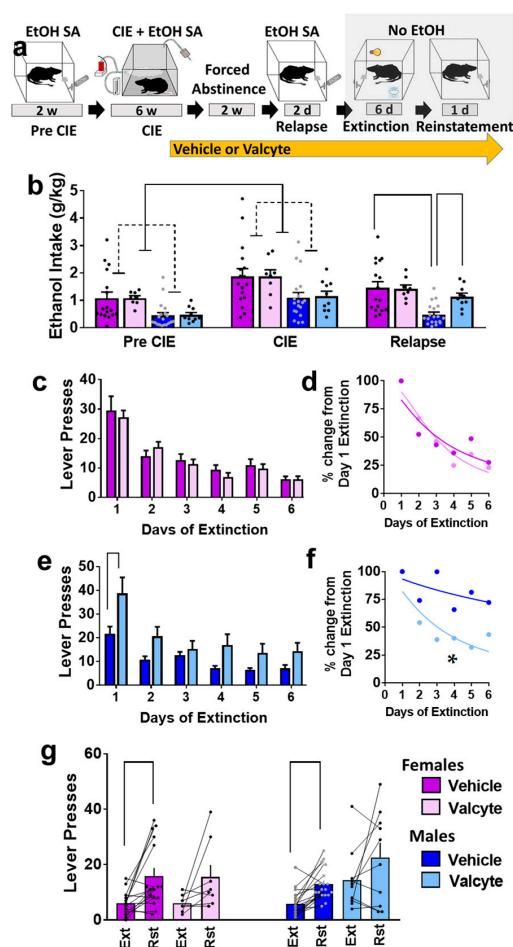 a
EtOH SA
CIE + EtOH SA
EtOH SA
No EtOH
Forced
Abstinence
2 w
6 w
2 w
2 d
6 d
1 d
Pre CIE
CIE
Relapse
Extinction
Reinstatement
Vehicle or Valcyte
b
Ethanol Intake (g/kg)
5
4
3
2
1
0
Pre CIE
CIE
Relapse
c
Lever Presses
40
30
20
10
0
1 2 3 4 5 6
Days of Extinction
d
% change from
Day 1 Extinction
100
75
50
25
0
0 1 2 3 4 5 6
Days of Extinction
e
Lever Presses
60
50
40
30
20
10
0
1 2 3 4 5 6
Days of Extinction
f
% change from
Day 1 Extinction
100
75
50
25
0
*
0 1 2 3 4 5 6
Days of Extinction
g
Lever Presses
60
40
20
0
Ext Rst Ext Rst Ext Rst Ext Rst
Females
Vehicle
Valcyte
Males
Vehicle
Valcyte